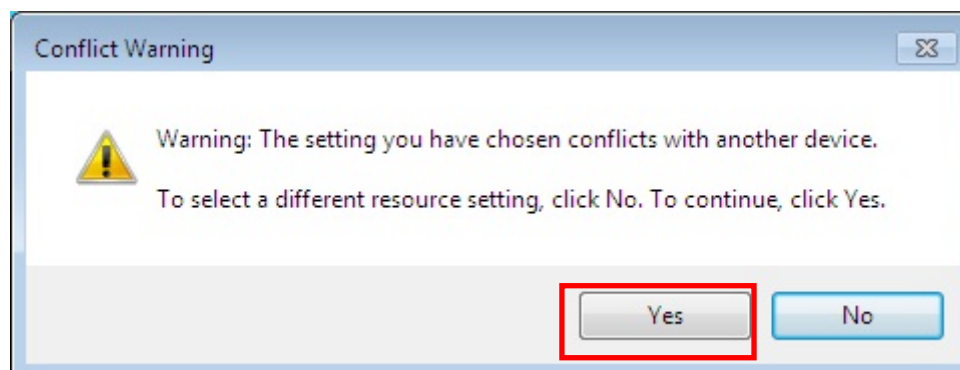 Conflict Warning
Warning: The setting you have chosen conflicts with another device.
To select a different resource setting, click No. To continue, click Yes.
Yes No